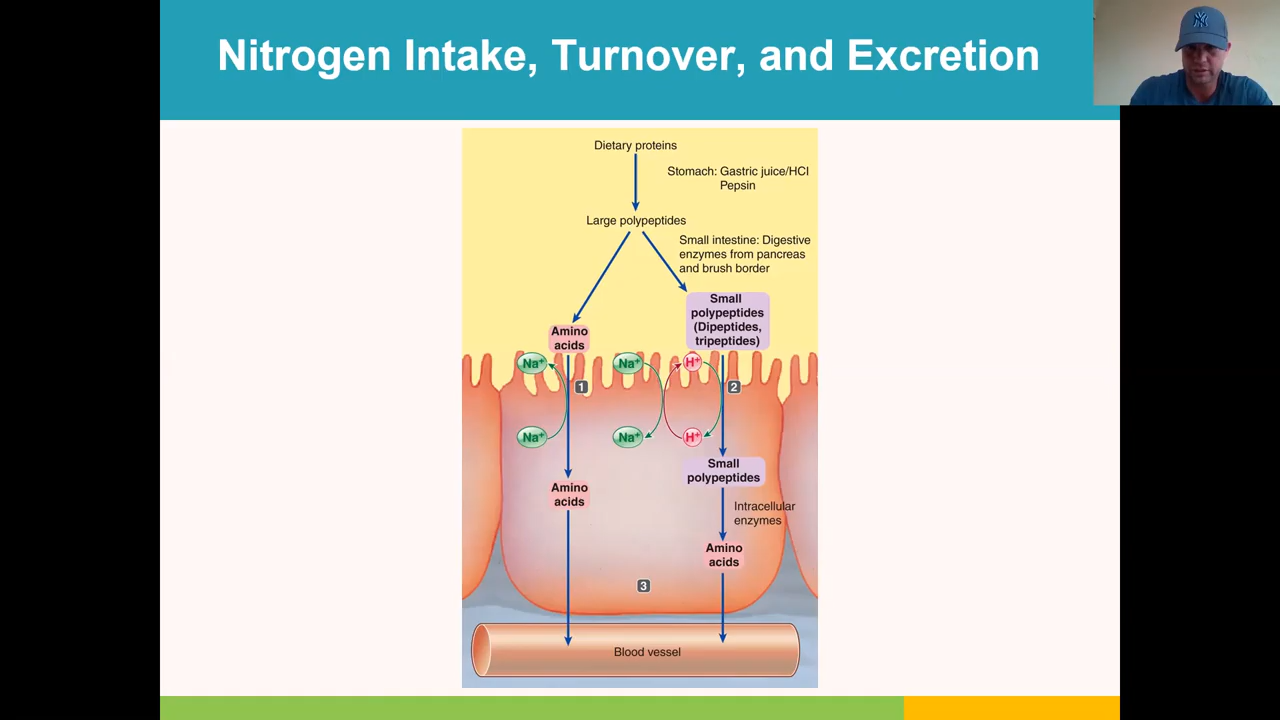 Nitrogen Intake, Turnover, and Excretion
NY
Dietary proteins
Stomach: Gastric juice/HCl
Pepsin
Large polypeptides
Small intestine: Digestive
enzymes from pancreas
and brush border
Small
polypeptides
(Dipeptides,
tripeptides)
Amino
acids
Na⁺
Na⁺
H⁺
1
2
Na⁺
Na⁺
H⁺
Small
polypeptides
Amino
acids
Intracellular
enzymes
Amino
acids
3
Blood vessel